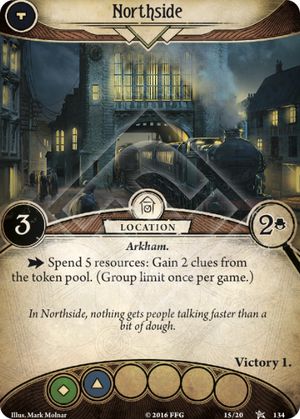 Northside
3
LOCATION
2
Arkham.
Spend 5 resources: Gain 2 clues from
the token pool. (Group limit once per game.)
In Northside, nothing gets people talking faster than a
bit of dough.
Victory 1.
Illus. Mark Molnar
© 2016 FFG
15/20
134